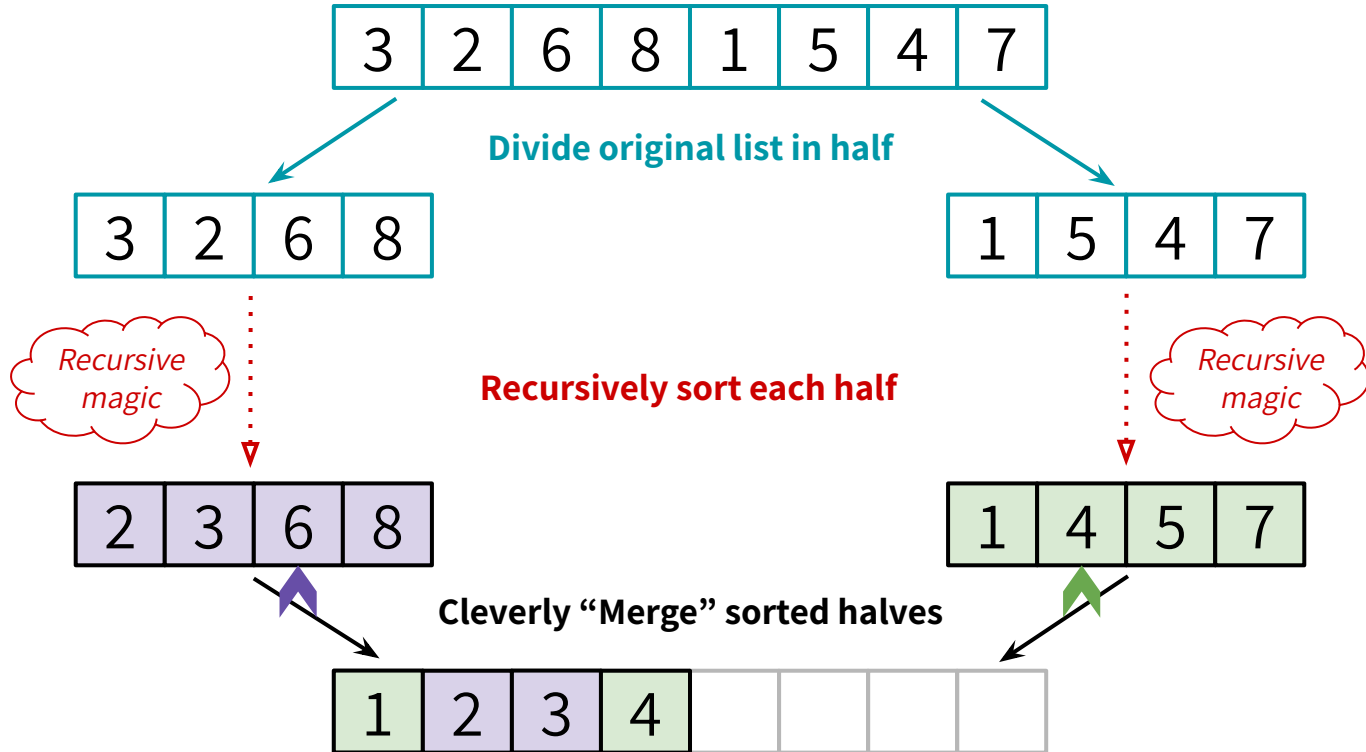 3 2 6 8 1 5 4 7
Divide original list in half
3 2 6 8
1 5 4 7
Recursive
magic
Recursively sort each half
Recursive
magic
2 3 6 8
1 4 5 7
Cleverly “Merge” sorted halves
1 2 3 4